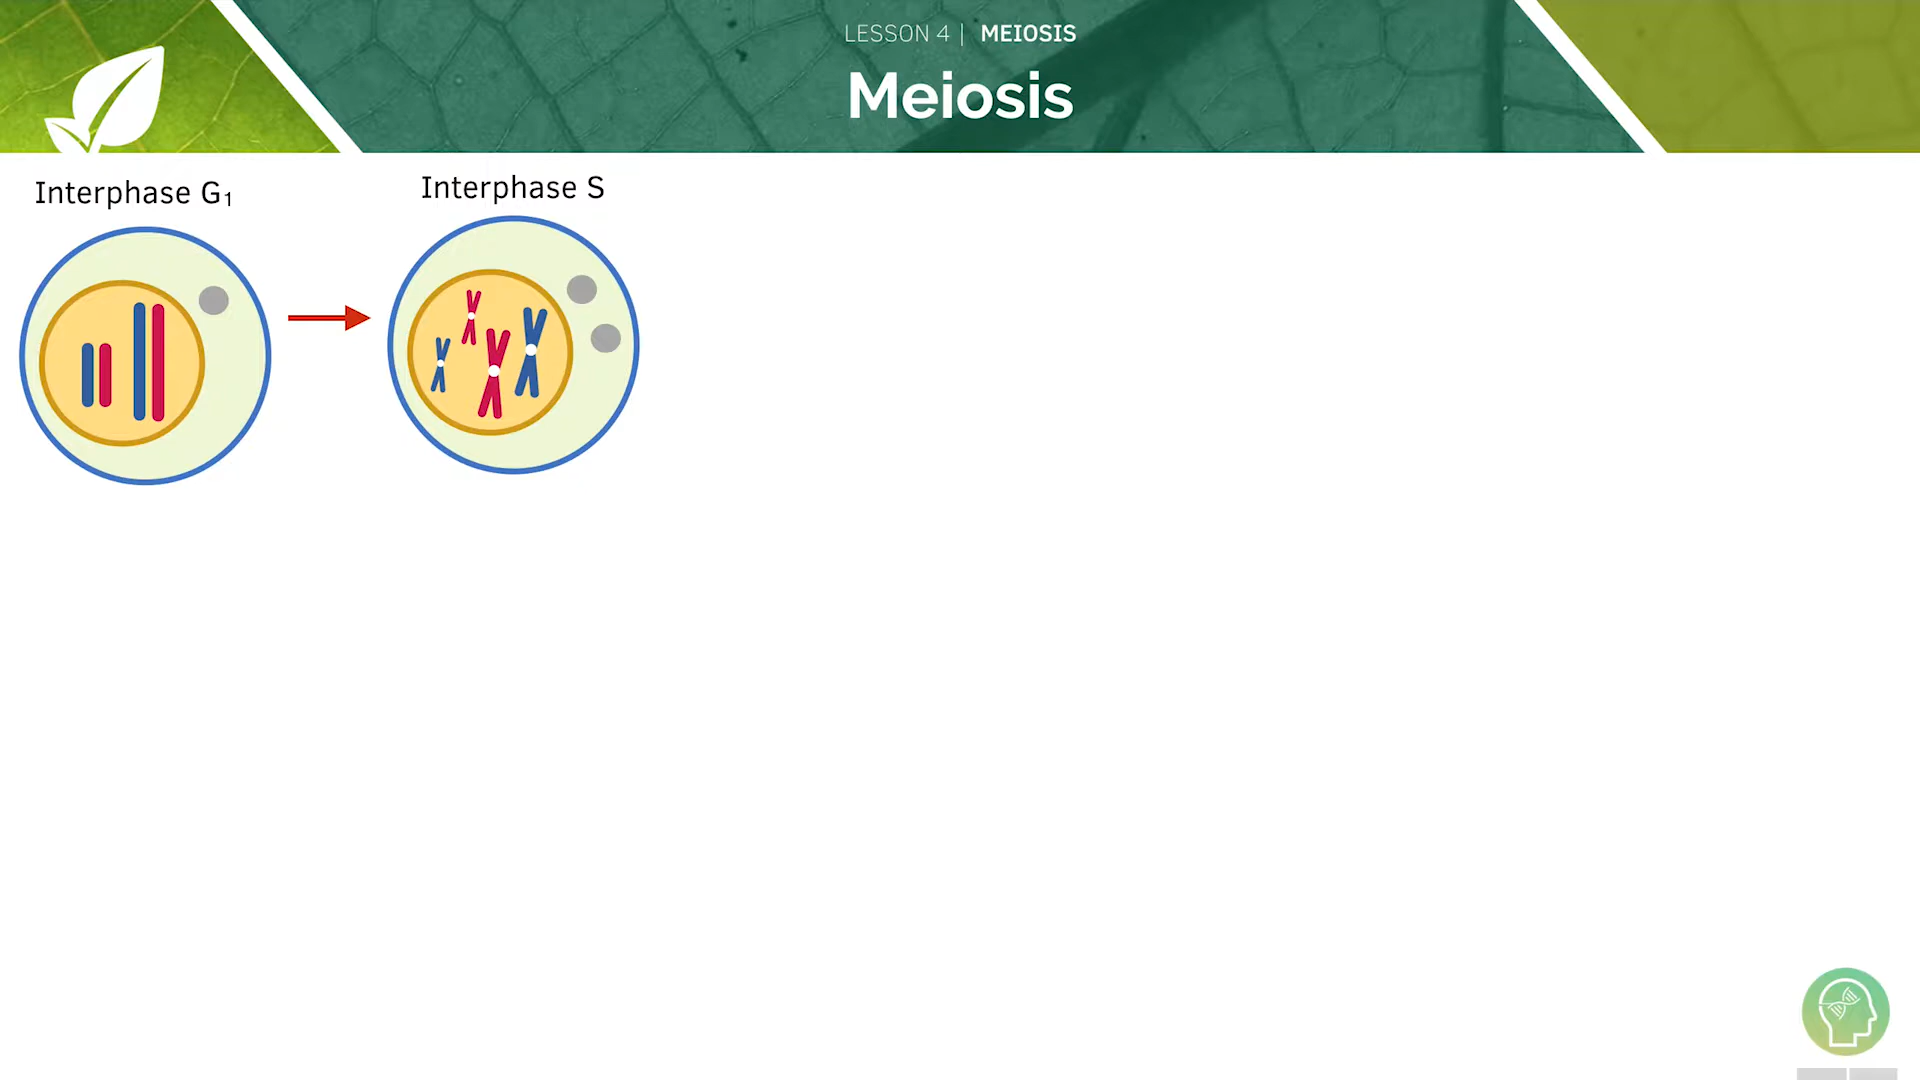 LESSON 4 | MEIOSIS
Meiosis
Interphase G₁
Interphase S